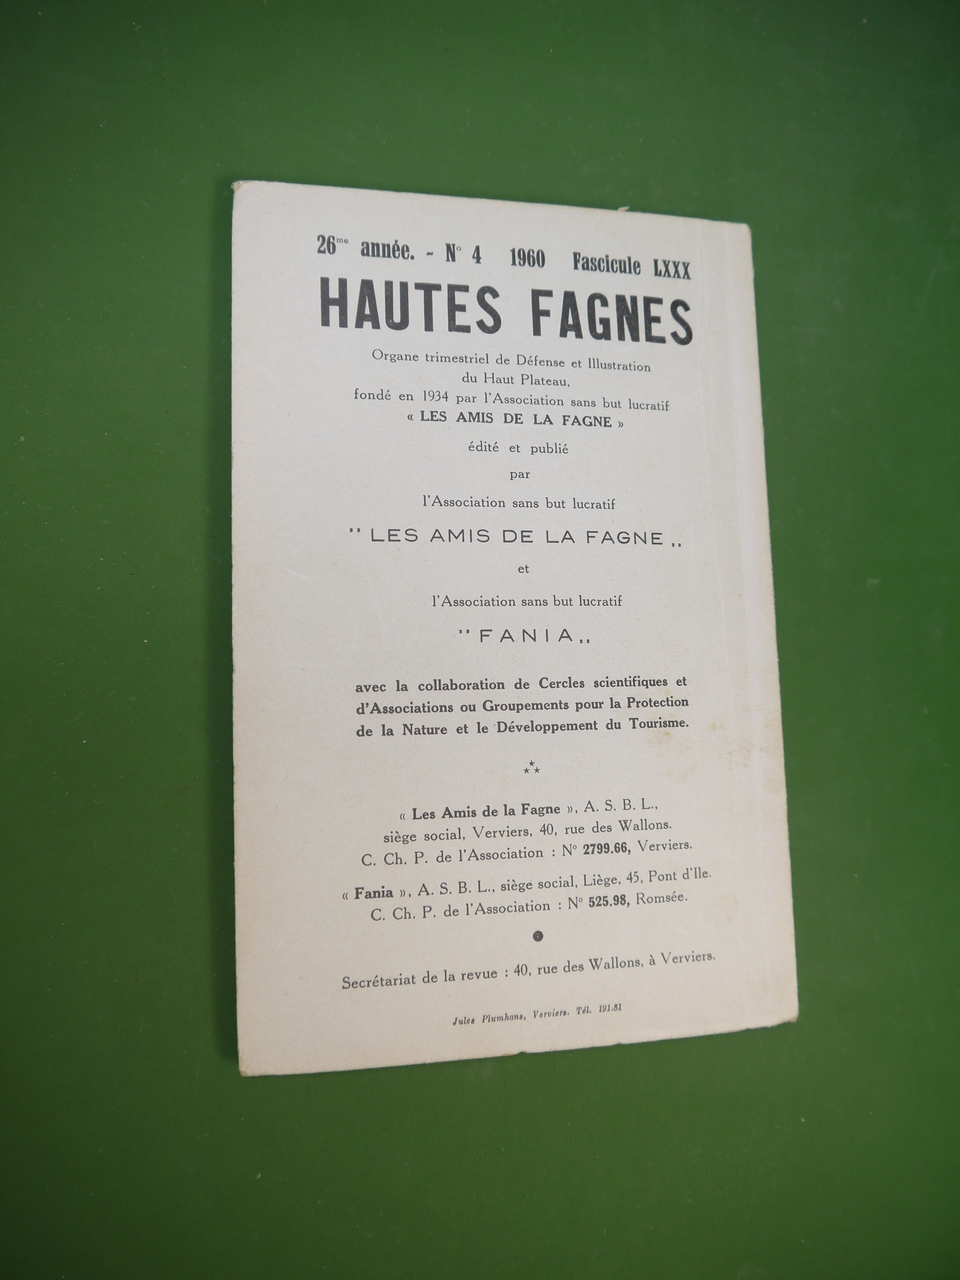 26me année. - N° 4 1960 Fascicule LXXX
HAUTES FAGNES
Organe trimestriel de Défense et Illustration
du Haut Plateau,
fondé en 1934 par l'Association sans but lucratif
« LES AMIS DE LA FAGNE »
édité et publié
par
l'Association sans but lucratif
" LES AMIS DE LA FAGNE „
et
l'Association sans but lucratif
" FANIA „
avec la collaboration de Cercles scientifiques et
d'Associations ou Groupements pour la Protection
de la Nature et le Développement du Tourisme.
« Les Amis de la Fagne », A. S. B. L.,
siège social, Verviers, 40, rue des Wallons.
C. Ch. P. de l'Association : N° 2799.66, Verviers.
« Fania », A. S. B. L., siège social, Liège, 45, Pont d'Ile.
C. Ch. P. de l'Association : N° 525.98, Romsée.
Secrétariat de la revue : 40, rue des Wallons, à Verviers.
Jules Plumhans, Verviers. Tél. 191.81